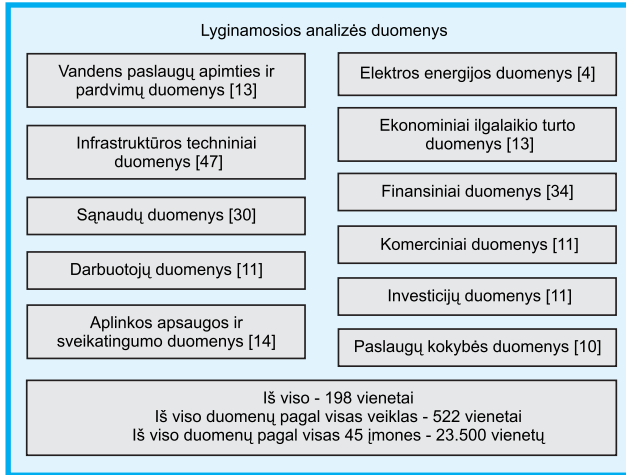 Lyginamosios analizės duomenys
Vandens paslaugų apimties ir
pardvimų duomenys [13]
Infrastruktūros techniniai
duomenys [47]
Sąnaudų duomenys [30]
Darbuotojų duomenys [11]
Aplinkos apsaugos ir
sveikatingumo duomenys [14]
Elektros energijos duomenys [4]
Ekonominiai ilgalaikio turto
duomenys [13]
Finansiniai duomenys [34]
Komerciniai duomenys [11]
Investicijų duomenys [11]
Paslaugų kokybės duomenys [10]
Iš viso - 198 vienetai
Iš viso duomenų pagal visas veiklas - 522 vienetai
Iš viso duomenų pagal visas 45 įmones - 23.500 vienetų